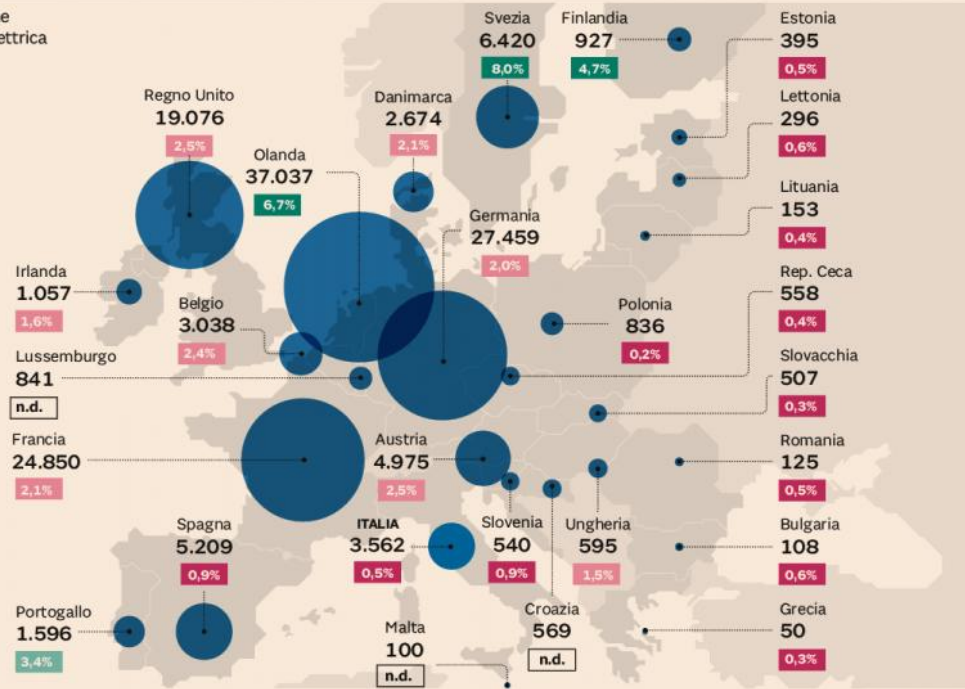 e
ettrica
Svezia
6.420
8,0%
Finlandia
927
4,7%
Estonia
395
0,5%
Regno Unito
19.076
2,5%
Danimarca
2.674
2,1%
Lettonia
296
0,6%
Olanda
37.037
6,7%
Germania
27.459
2,0%
Lituania
153
0,4%
Irlanda
1.057
1,6%
Belgio
3.038
2,4%
Polonia
836
0,2%
Rep. Ceca
558
0,4%
Lussemburgo
841
n.d.
Slovacchia
507
0,3%
Francia
24.850
2,1%
Austria
4.975
2,5%
Romania
125
0,5%
Spagna
5.209
0,9%
ITALIA
3.562
0,5%
Slovenia
540
0,9%
Ungheria
595
1,5%
Bulgaria
108
0,6%
Portogallo
1.596
3,4%
Malta
100
n.d.
Croazia
569
n.d.
Grecia
50
0,3%